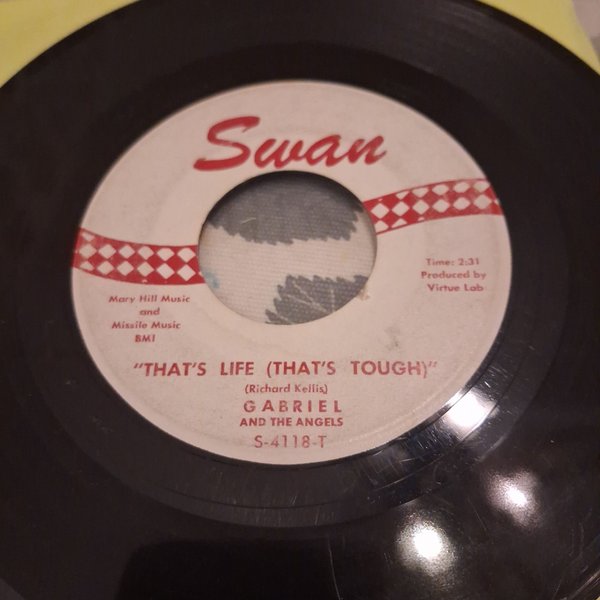 Swan
Time: 2:31
Produced by
Virtue Lab
Mary Hill Music
and
Missile Music
BMI
"THAT'S LIFE (THAT'S TOUGH)"
(Richard Kellis)
GABRIEL
AND THE ANGELS
S-4118-T